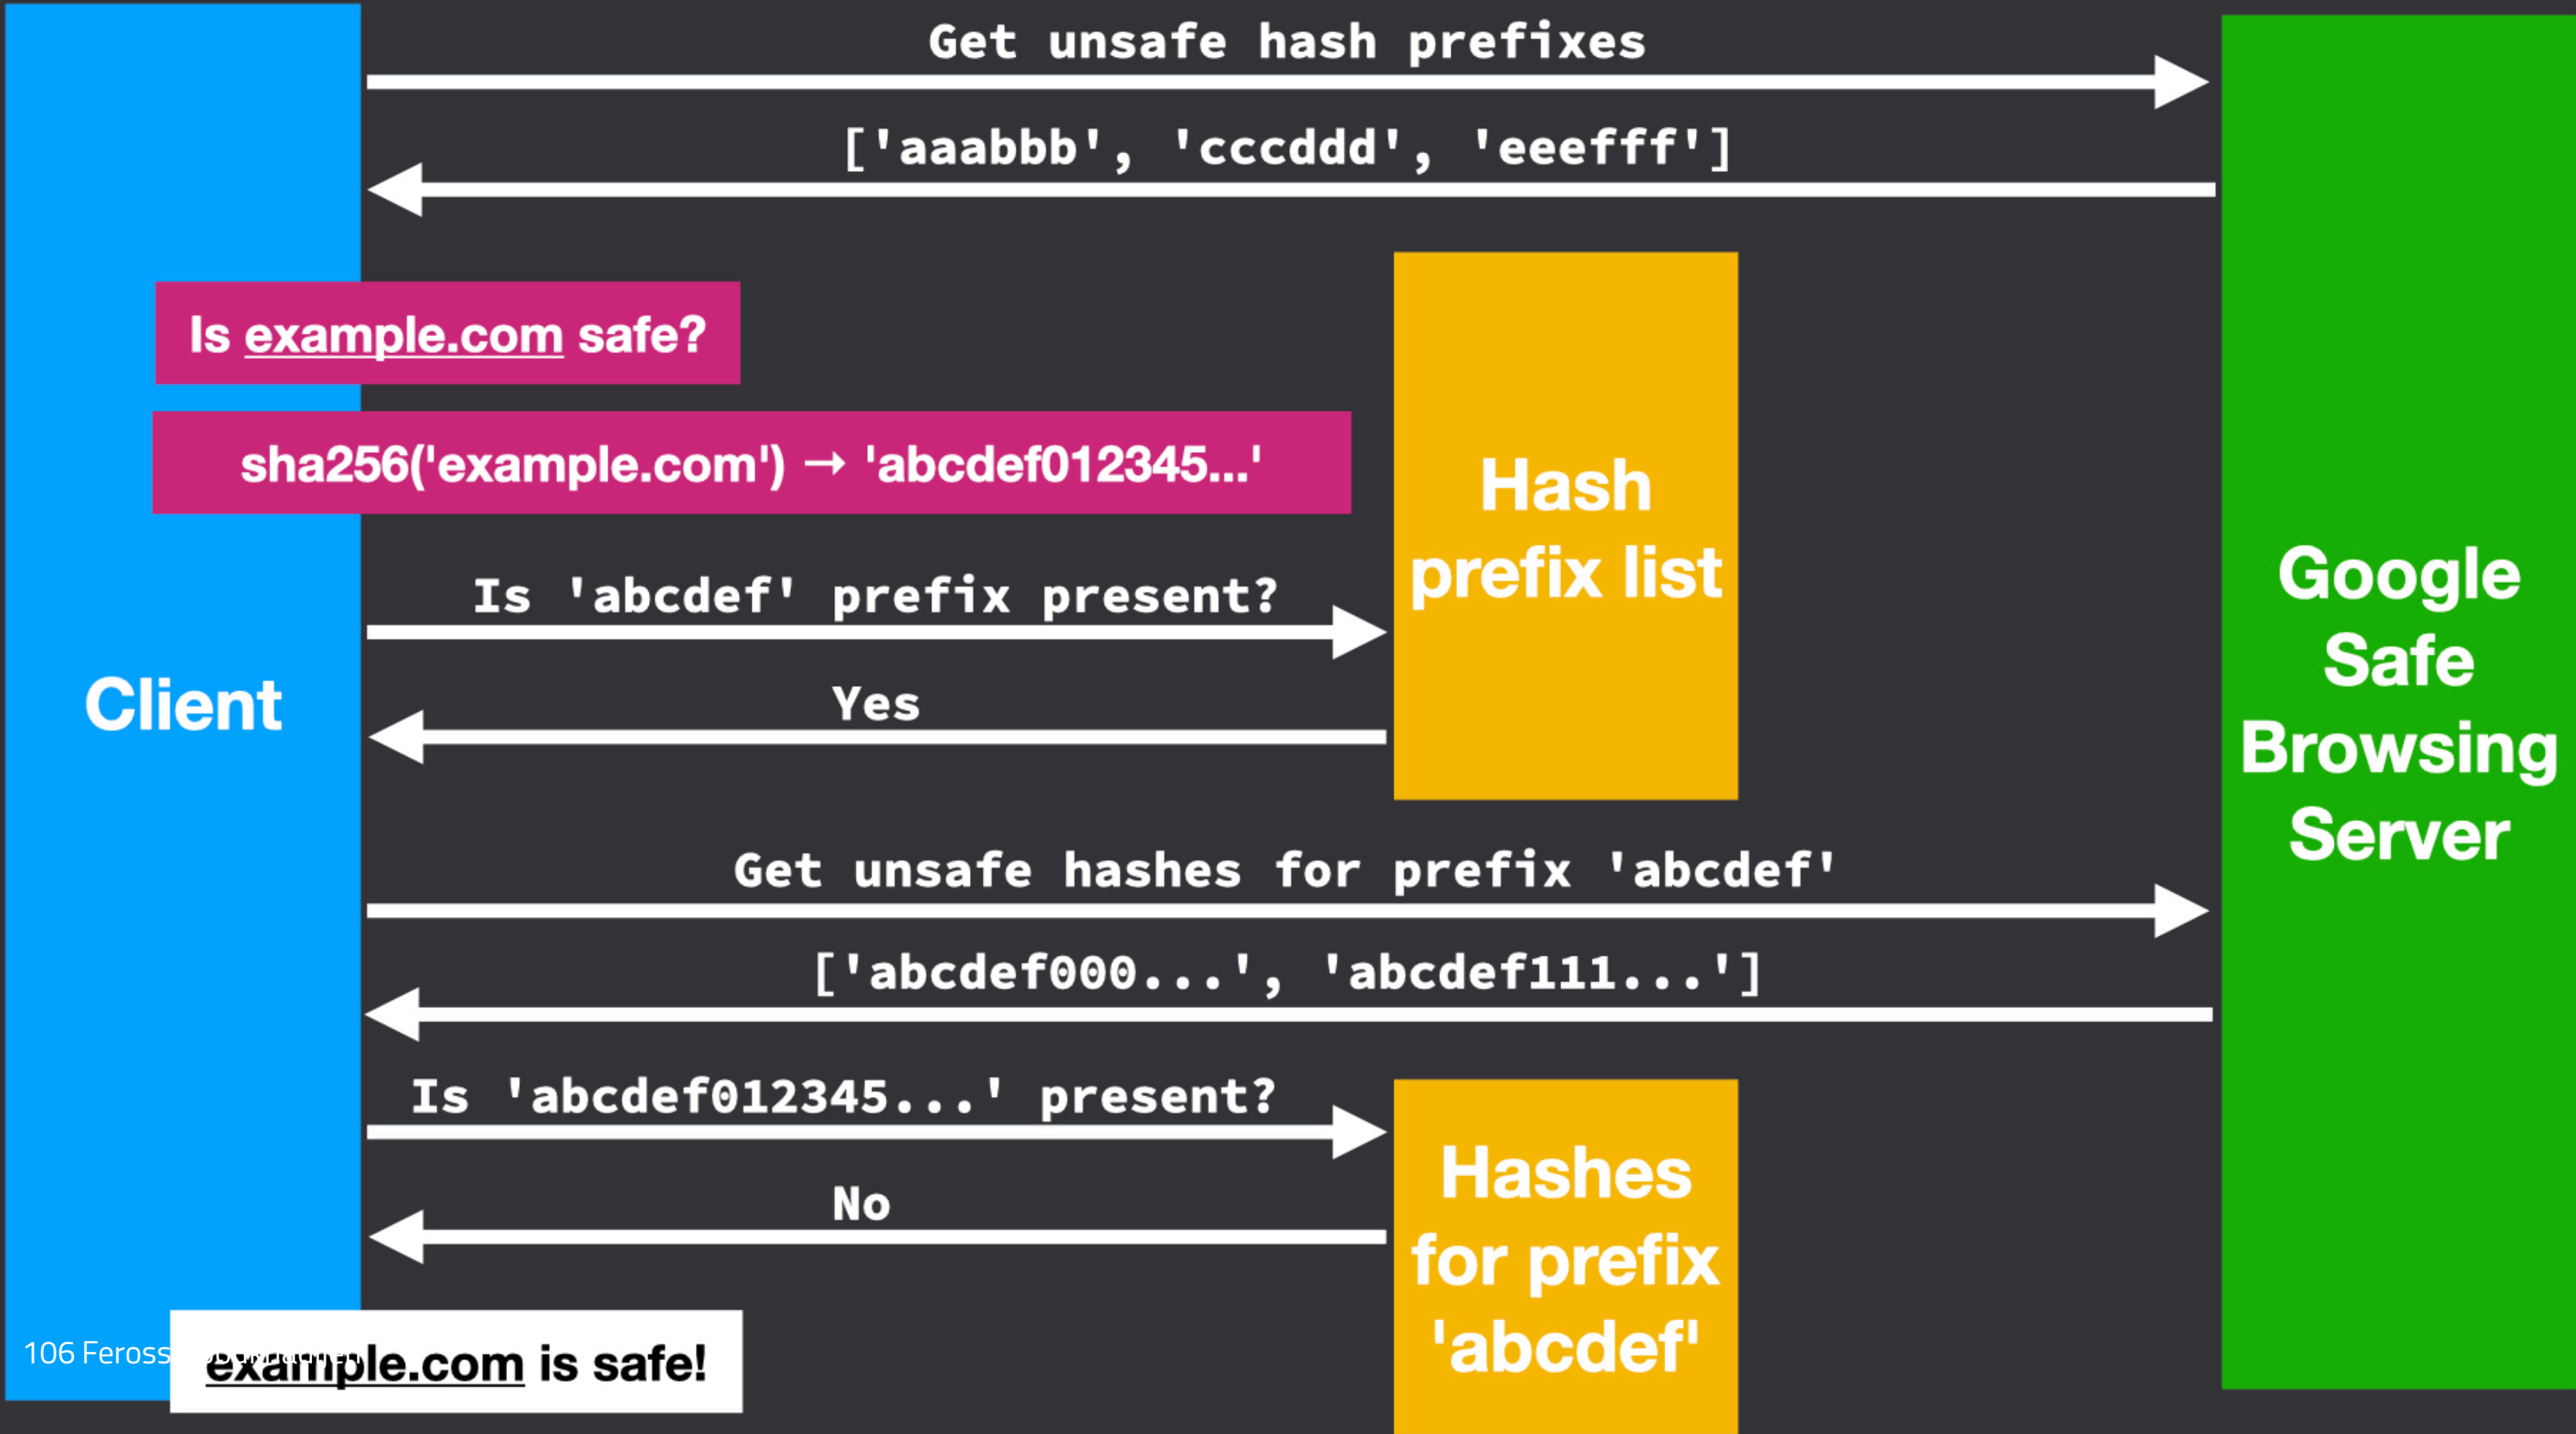 Get unsafe hash prefixes
['aaabbb', 'cccddd', 'eeefff']
Is example.com safe?
sha256('example.com') → 'abcdef012345...'
Hash
prefix list
Is 'abcdef' prefix present?
Yes
Client
Google
Safe
Browsing
Server
Get unsafe hashes for prefix 'abcdef'
['abcdef000...', 'abcdef111...']
Is 'abcdef012345...' present?
No
Hashes
for prefix
'abcdef'
106 Feross
example.com is safe!